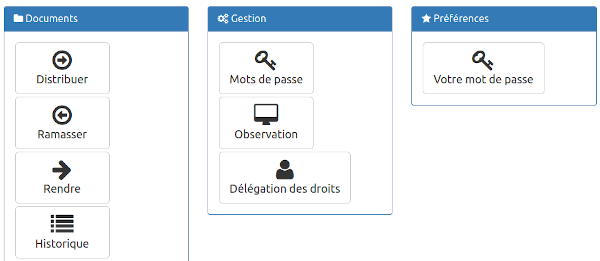 Documents
Distribuer
Ramasser
Rendre
Historique
Gestion
Mots de passe
Observation
Délégation des droits
Préférences
Votre mot de passe